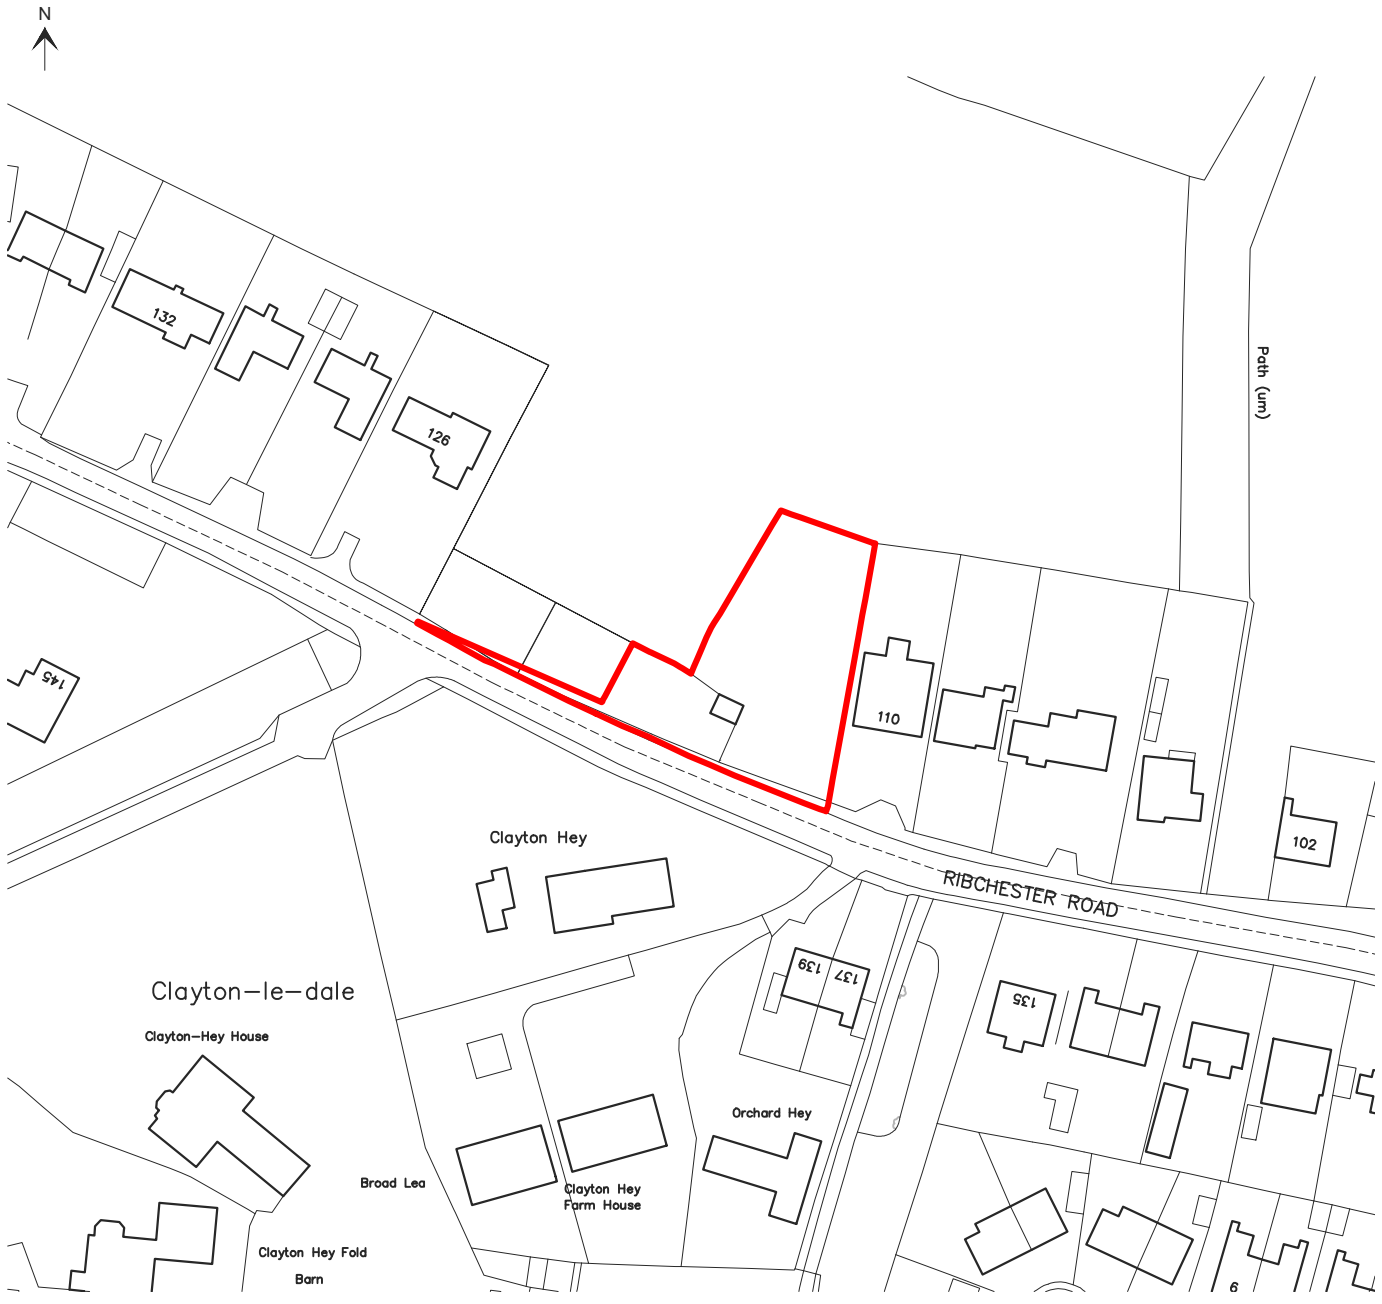 N
132
126
Path (um)
145
110
102
Clayton Hey
RIBCHESTER ROAD
139
137
Clayton-le-dale
135
Clayton-Hey House
Orchard Hey
Broad Lea
Clayton Hey
Farm House
Clayton Hey Fold
Barn
9